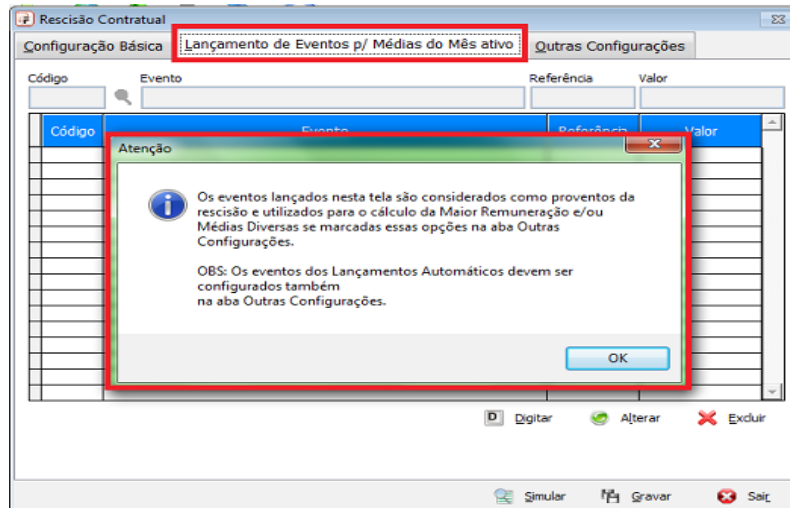 Rescisão Contratual
Configuração Básica Lançamento de Eventos p/ Médias do Mês ativo Outras Configurações
Código Evento Referência Valor
Código Evento Referência Valor
Atenção
Os eventos lançados nesta tela são considerados como proventos da
rescisão e utilizados para o cálculo da Maior Remuneração e/ou
Médias Diversas se marcadas essas opções na aba Outras
Configurações.
OBS: Os eventos dos Lançamentos Automáticos devem ser
configurados também
na aba Outras Configurações.
OK
D Digitar Alterar Excluir
Simular Gravar Sair